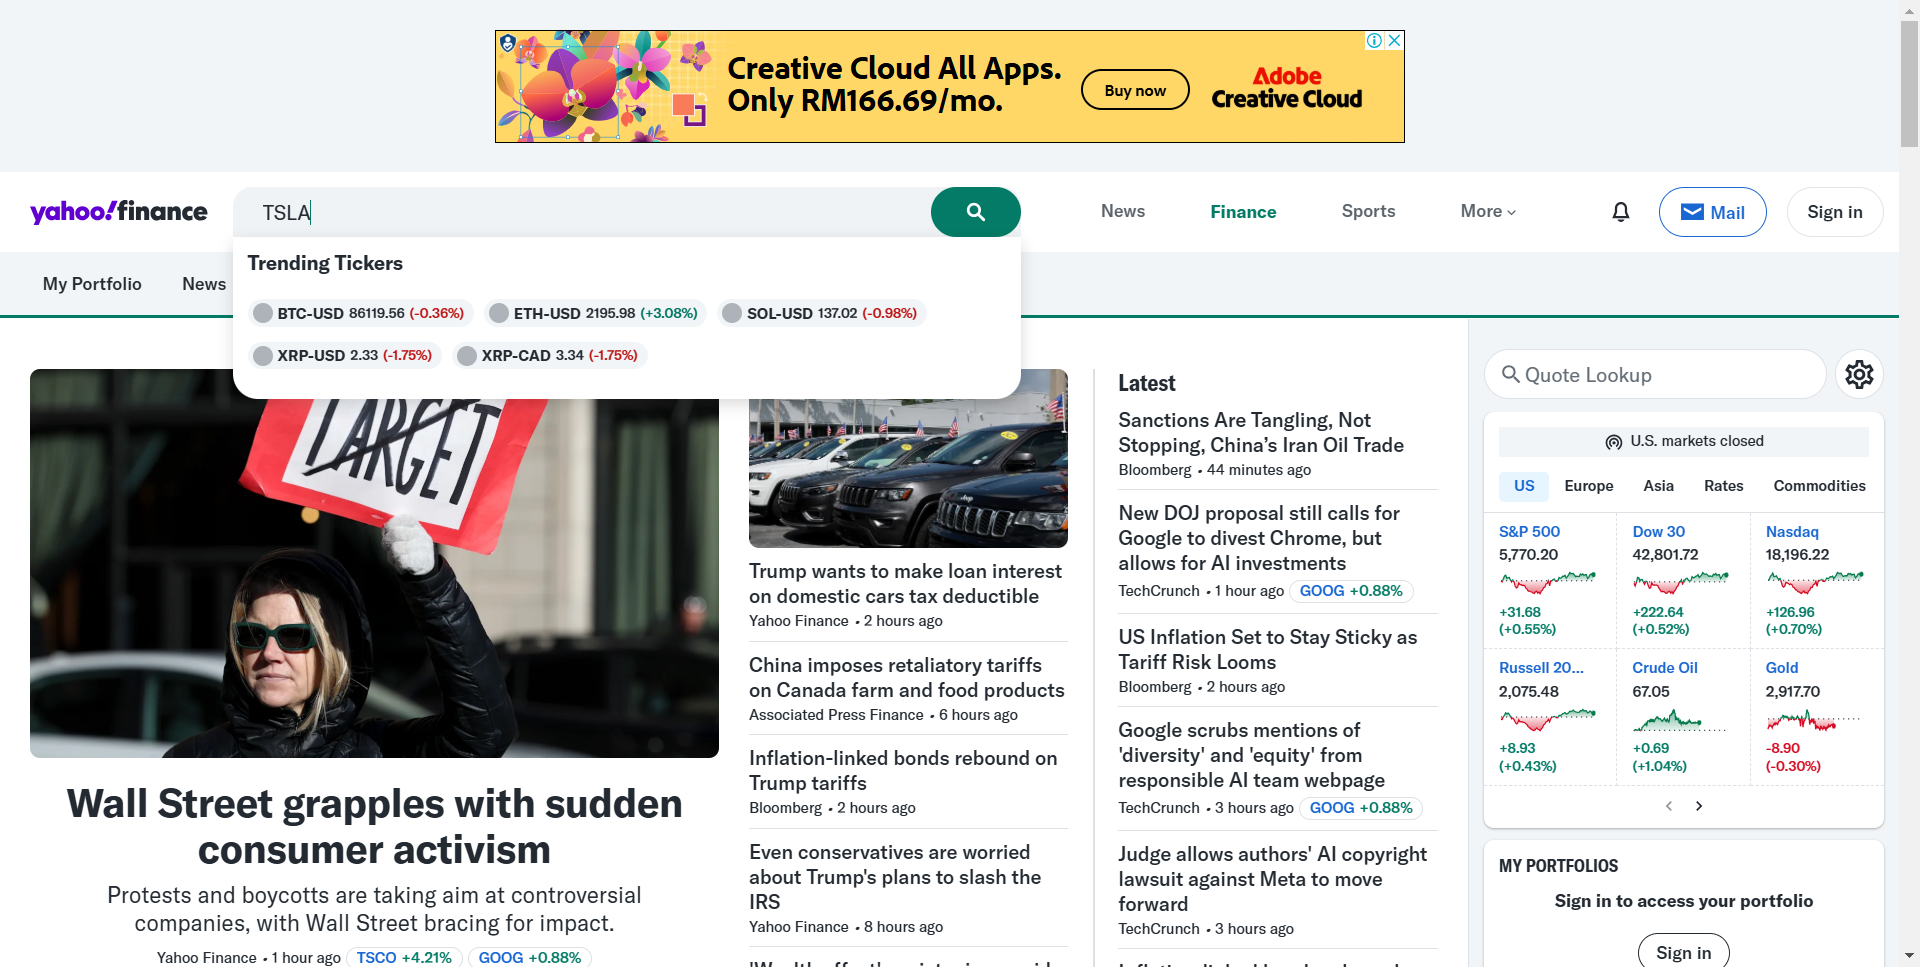 Creative Cloud All Apps.
Only RM166.69/mo.
Buy now
Adobe
Creative Cloud
yahoo!finance
TSLA
News
Finance
Sports
More
Mail
Sign in
My Portfolio
News
Trending Tickers
BTC-USD 86119.56 (-0.36%)
ETH-USD 2195.98 (+3.08%)
SOL-USD 137.02 (-0.98%)
XRP-USD 2.33 (-1.75%)
XRP-CAD 3.34 (-1.75%)
TARGET
Wall Street grapples with sudden
consumer activism
Protests and boycotts are taking aim at controversial
companies, with Wall Street bracing for impact.
Yahoo Finance • 1 hour ago
TSCO +4.21%
GOOG +0.88%
Jeep
Trump wants to make loan interest
on domestic cars tax deductible
Yahoo Finance • 2 hours ago
China imposes retaliatory tariffs
on Canada farm and food products
Associated Press Finance • 6 hours ago
Inflation-linked bonds rebound on
Trump tariffs
Bloomberg • 2 hours ago
Even conservatives are worried
about Trump's plans to slash the
IRS
Yahoo Finance • 8 hours ago
Latest
Sanctions Are Tangling, Not
Stopping, China's Iran Oil Trade
Bloomberg • 44 minutes ago
New DOJ proposal still calls for
Google to divest Chrome, but
allows for AI investments
TechCrunch • 1 hour ago
GOOG +0.88%
US Inflation Set to Stay Sticky as
Tariff Risk Looms
Bloomberg • 2 hours ago
Google scrubs mentions of
'diversity' and 'equity' from
responsible AI team webpage
TechCrunch • 3 hours ago
GOOG +0.88%
Judge allows authors' AI copyright
lawsuit against Meta to move
forward
TechCrunch • 3 hours ago
Quote Lookup
U.S. markets closed
US
Europe
Asia
Rates
Commodities
S&P 500
5,770.20
+31.68
(+0.55%)
Dow 30
42,801.72
+222.64
(+0.52%)
Nasdaq
18,196.22
+126.96
(+0.70%)
Russell 20...
2,075.48
+8.93
(+0.43%)
Crude Oil
67.05
+0.69
(+1.04%)
Gold
2,917.70
-8.90
(-0.30%)
MY PORTFOLIOS
Sign in to access your portfolio
Sign in